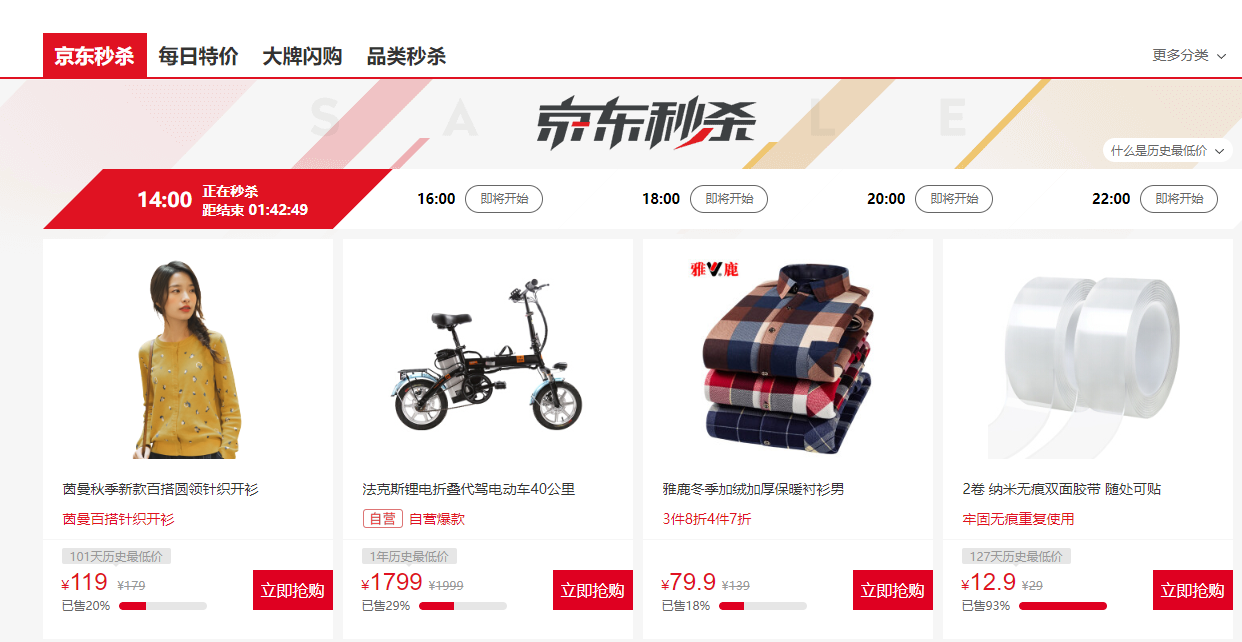 京东秒杀 每日特价 大牌闪购 品类秒杀 更多分类
S A L E
京东秒杀
什么是历史最低价
14:00 正在秒杀
距结束 01:42:49
16:00 即将开始
18:00 即将开始
20:00 即将开始
22:00 即将开始
雅鹿
茵曼秋季新款百搭圆领针织开衫
茵曼百搭针织开衫
101天历史最低价
¥119 ¥179
已售20%
立即抢购
法克斯锂电折叠代驾电动车40公里
自营 自营爆款
1年历史最低价
¥1799 ¥1999
已售29%
立即抢购
雅鹿冬季加绒加厚保暖衬衫男
3件8折4件7折
¥79.9 ¥139
已售18%
立即抢购
2卷 纳米无痕双面胶带 随处可贴
牢固无痕重复使用
127天历史最低价
¥12.9 ¥29
已售93%
立即抢购